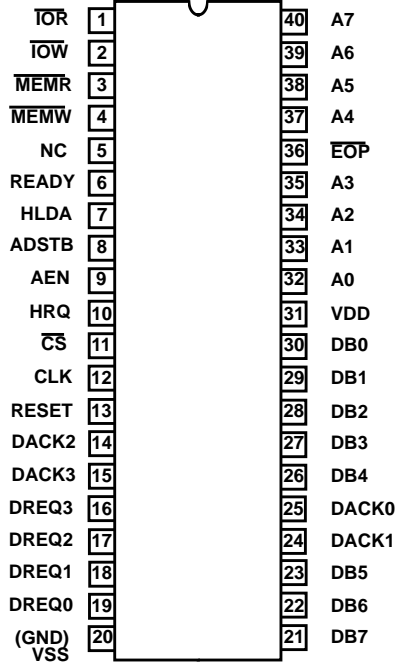 IOR 1 40 A7
IOW 2 39 A6
MEMR 3 38 A5
MEMW 4 37 A4
NC 5 36 EOP
READY 6 35 A3
HLDA 7 34 A2
ADSTB 8 33 A1
AEN 9 32 A0
HRQ 10 31 VDD
CS 11 30 DB0
CLK 12 29 DB1
RESET 13 28 DB2
DACK2 14 27 DB3
DACK3 15 26 DB4
DREQ3 16 25 DACK0
DREQ2 17 24 DACK1
DREQ1 18 23 DB5
DREQ0 19 22 DB6
(GND) 20 21 DB7
VSS